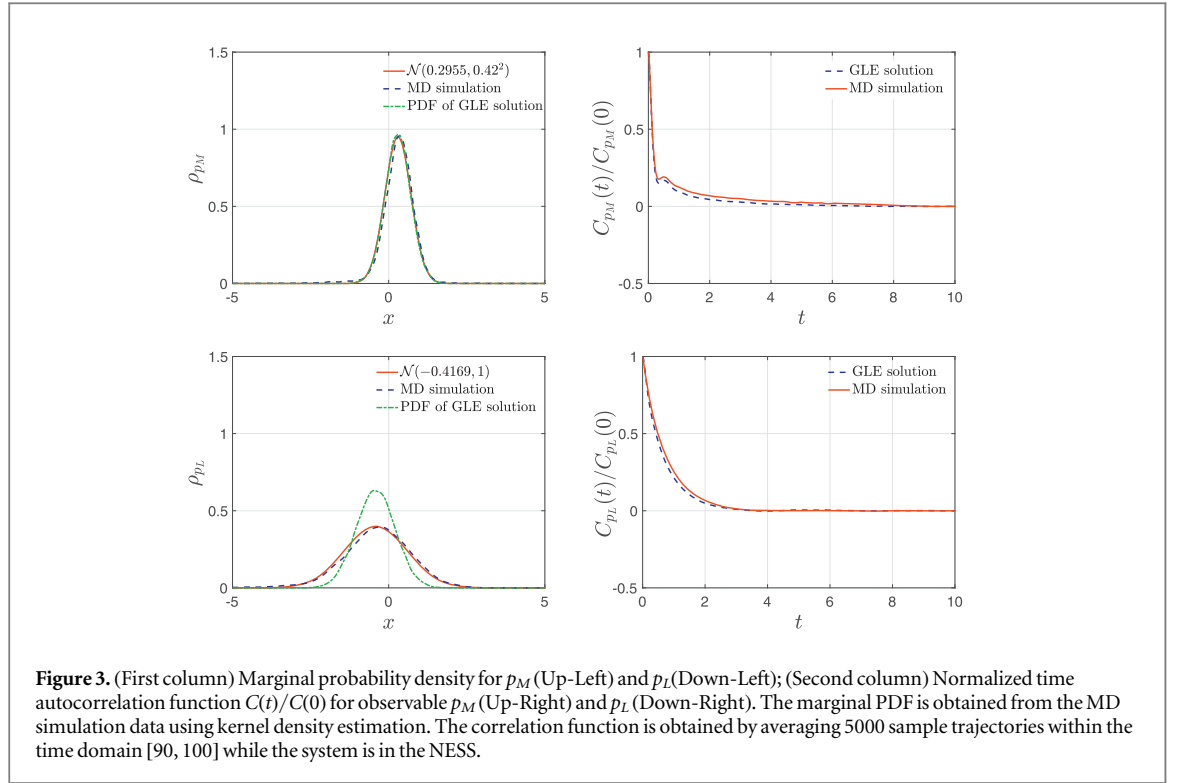 1.5
1
0.5
0
-5
0
5
x
ρ_{p_M}
N(0.2955, 0.42²)
MD simulation
PDF of GLE solution
1
0.5
0
-0.5
0
2
4
6
8
10
t
C_{p_M}(t)/C_{p_M}(0)
GLE solution
MD simulation
1.5
1
0.5
0
-5
0
5
x
ρ_{p_L}
N(−0.4169, 1)
MD simulation
PDF of GLE solution
1
0.5
0
-0.5
0
2
4
6
8
10
t
C_{p_L}(t)/C_{p_L}(0)
GLE solution
MD simulation
Figure 3. (First column) Marginal probability density for p_M (Up-Left) and p_L(Down-Left); (Second column) Normalized time
autocorrelation function C(t)/C(0) for observable p_M (Up-Right) and p_L (Down-Right). The marginal PDF is obtained from the MD
simulation data using kernel density estimation. The correlation function is obtained by averaging 5000 sample trajectories within the
time domain [90, 100] while the system is in the NESS.